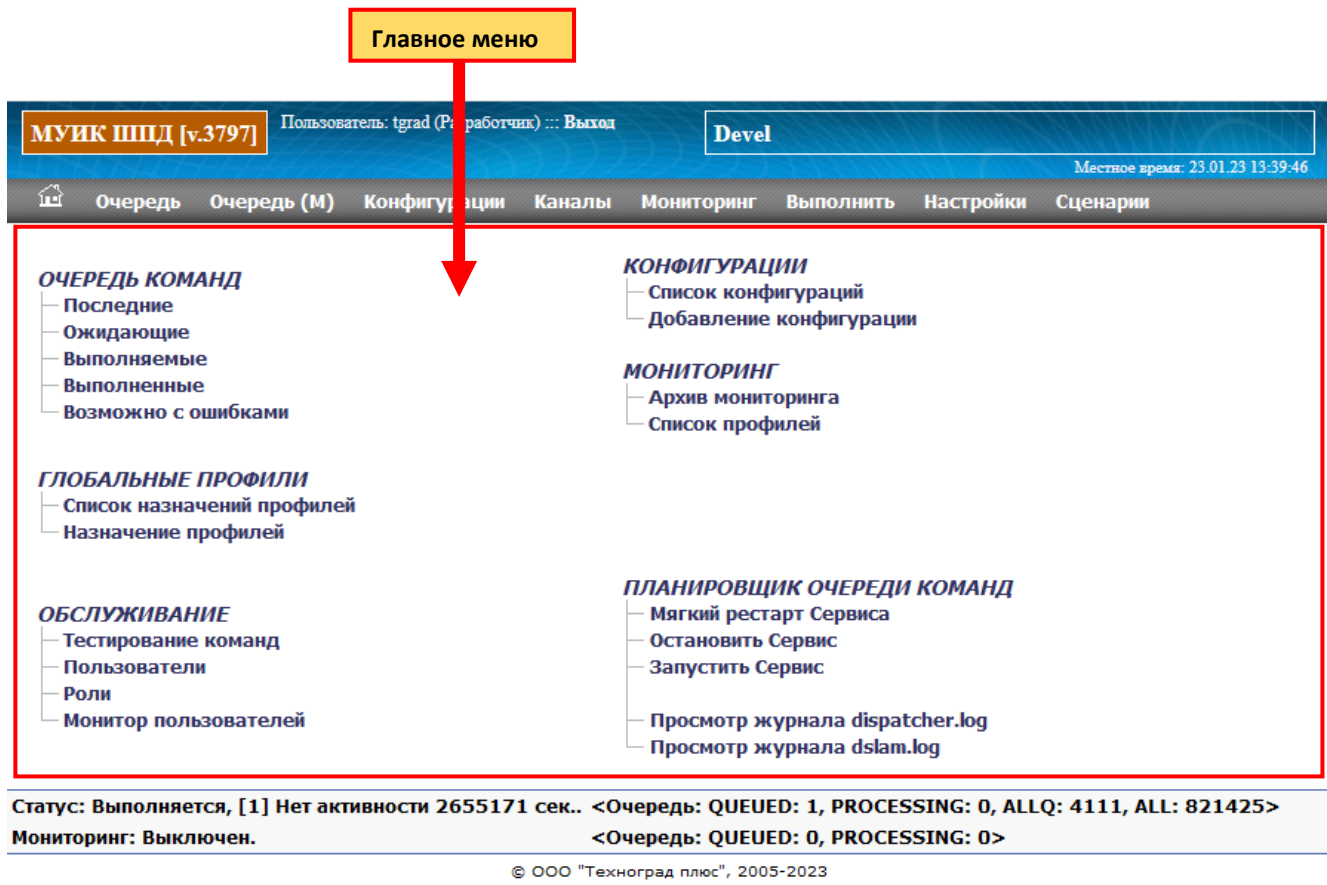 Главное меню
МУИК ШПД [v.3797]
Пользователь: tgrad (Разработчик) ::: Выход
Devel
Местное время: 23.01.23 13:39:46
Очередь Очередь (М) Конфигурации Каналы Мониторинг Выполнить Настройки Сценарии
ОЧЕРЕДЬ КОМАНД
Последние
Ожидающие
Выполняемые
Выполненные
Возможно с ошибками
ГЛОБАЛЬНЫЕ ПРОФИЛИ
Список назначений профилей
Назначение профилей
ОБСЛУЖИВАНИЕ
Тестирование команд
Пользователи
Роли
Монитор пользователей
КОНФИГУРАЦИИ
Список конфигураций
Добавление конфигурации
МОНИТОРИНГ
Архив мониторинга
Список профилей
ПЛАНИРОВЩИК ОЧЕРЕДИ КОМАНД
Мягкий рестарт Сервиса
Остановить Сервис
Запустить Сервис
Просмотр журнала dispatcher.log
Просмотр журнала dslam.log
Статус: Выполняется, [1] Нет активности 2655171 сек.. <Очередь: QUEUED: 1, PROCESSING: 0, ALLQ: 4111, ALL: 821425>
Мониторинг: Выключен. <Очередь: QUEUED: 0, PROCESSING: 0>
© ООО "Техноград плюс", 2005-2023